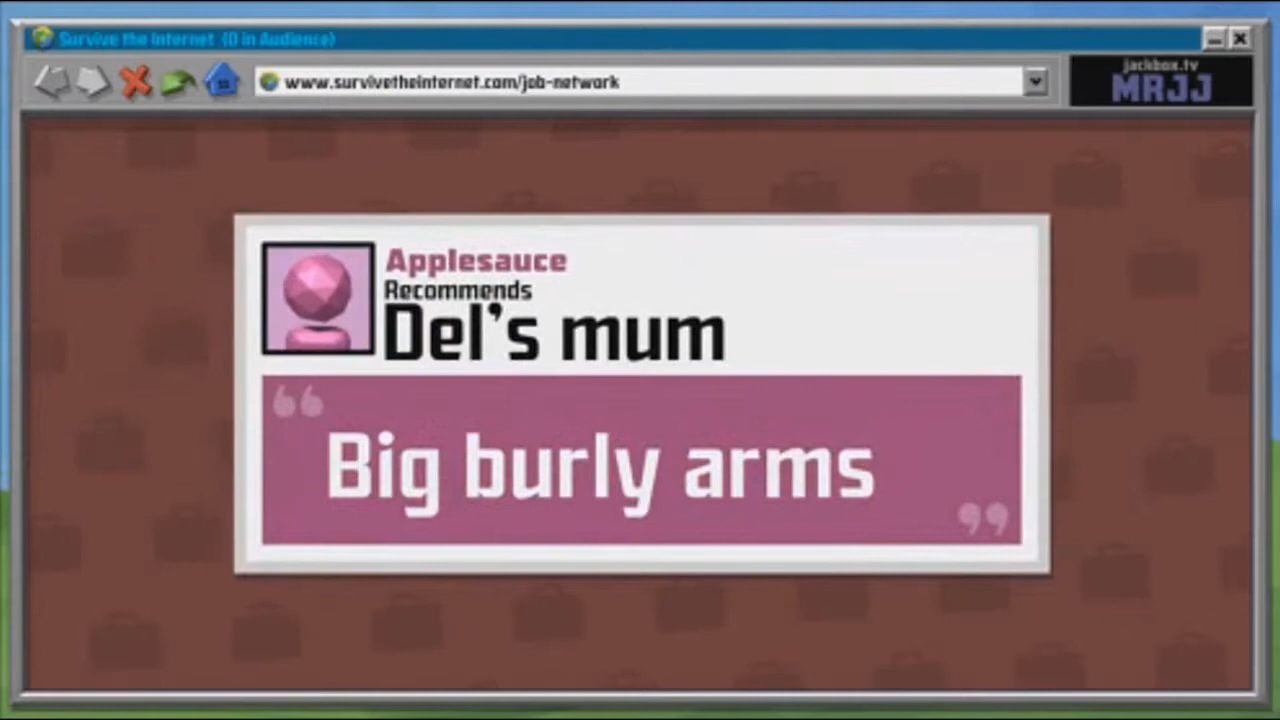 Survive the Internet (0 in Audience)
www.survivetheinternet.com/job-network
jackbox.tv
MRJJ
Applesauce
Recommends
Del's mum
“
Big burly arms
”